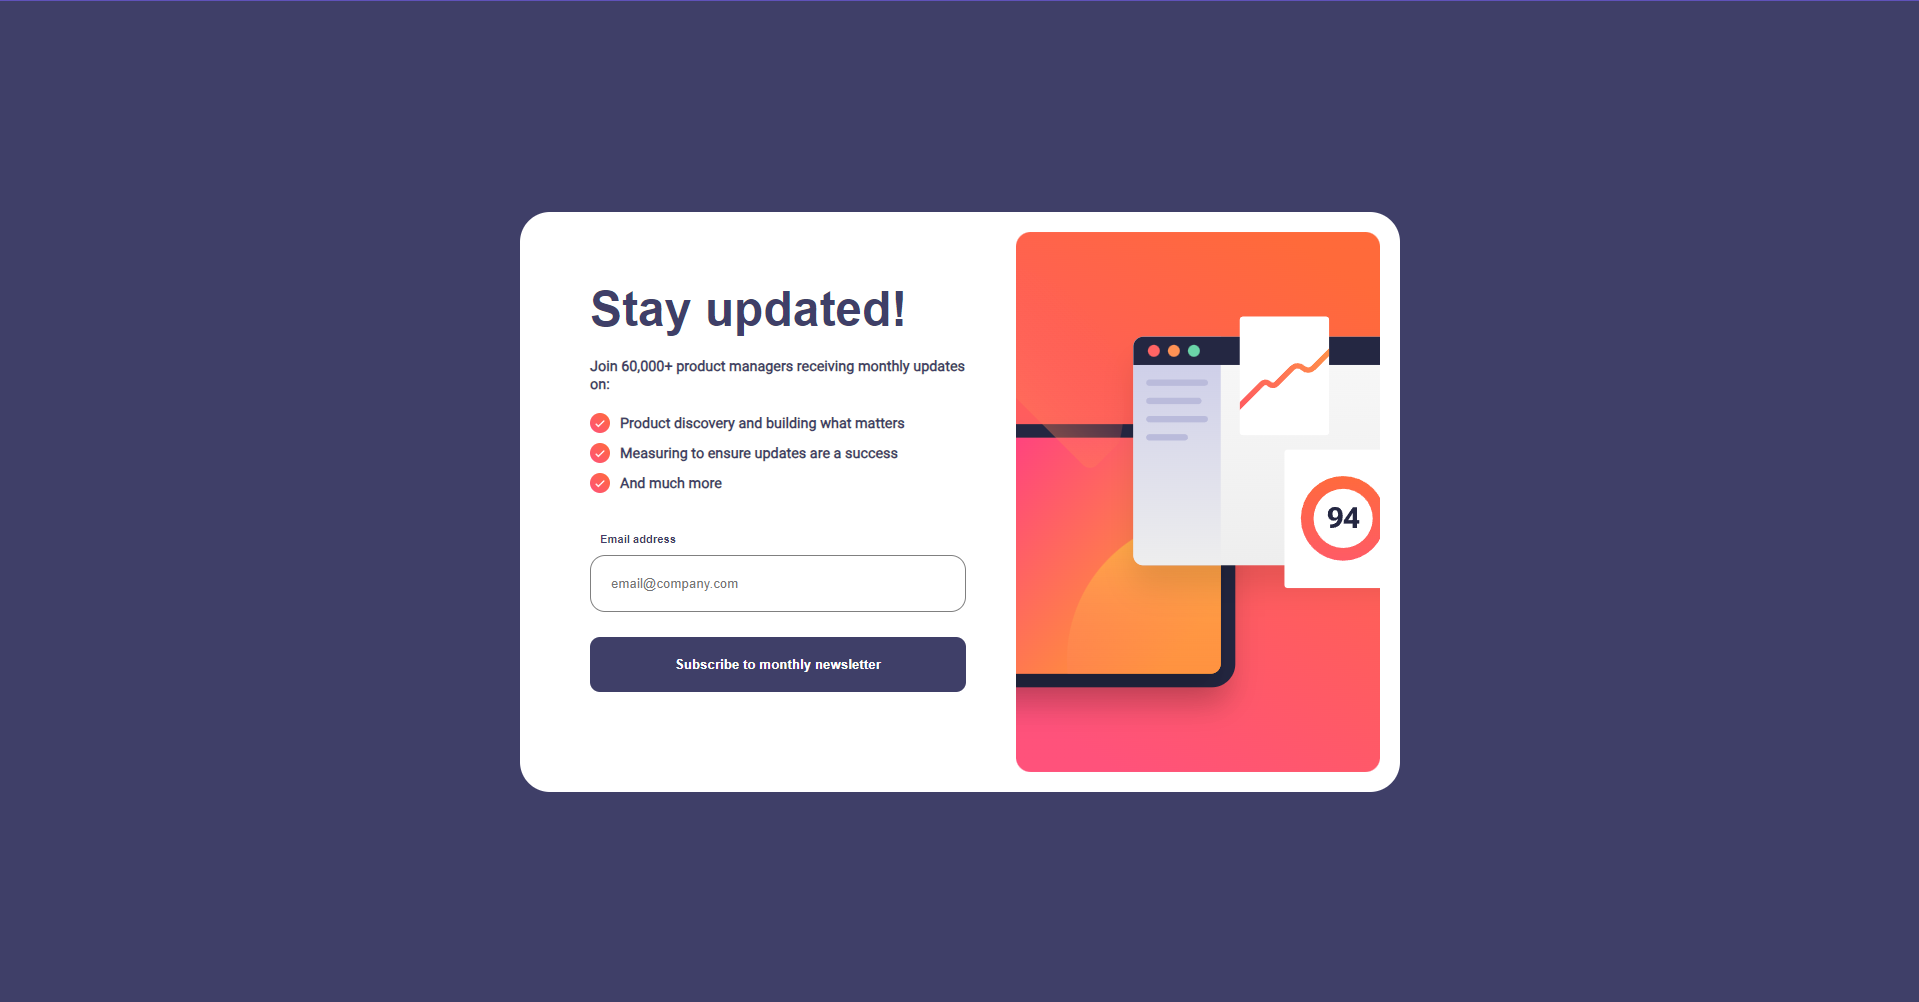 Stay updated!
Join 60,000+ product managers receiving monthly updates
on:
Product discovery and building what matters
Measuring to ensure updates are a success
And much more
Email address
email@company.com
Subscribe to monthly newsletter
94